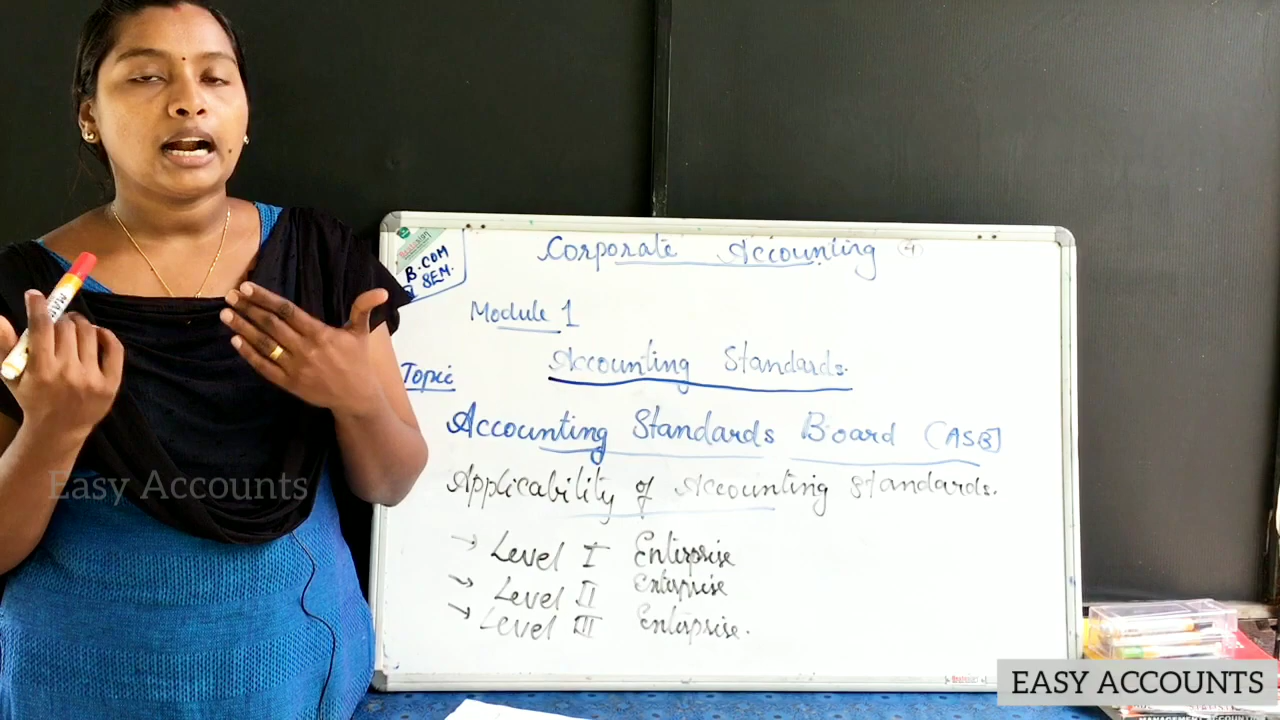 B.COM
SEM.
Corporate Accounting
Module 1
Accounting Standards.
Topic
Accounting Standards Board (ASB)
Applicability of Accounting Standards.
→ Level I Enterprise
→ Level II Enterprise
→ Level III Enterprise.
Easy Accounts
EASY ACCOUNTS